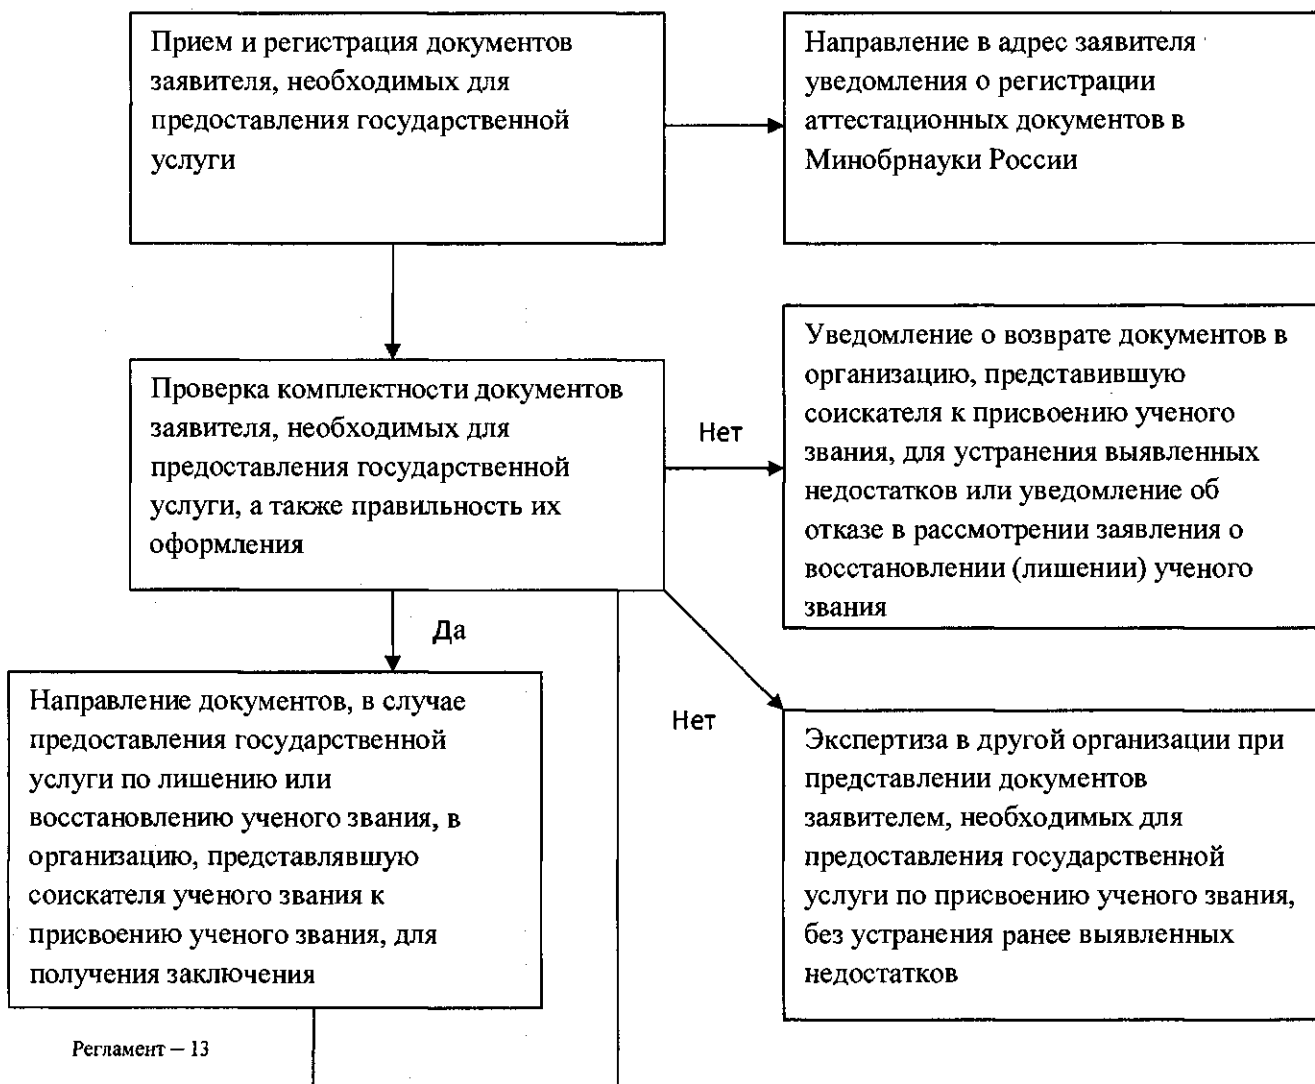 Прием и регистрация документов
заявителя, необходимых для
предоставления государственной
услуги
Направление в адрес заявителя
уведомления о регистрации
аттестационных документов в
Минобрнауки России
Проверка комплектности документов
заявителя, необходимых для
предоставления государственной
услуги, а также правильность их
оформления
Нет
Уведомление о возврате документов в
организацию, представившую
соискателя к присвоению ученого
звания, для устранения выявленных
недостатков или уведомление об
отказе в рассмотрении заявления о
восстановлении (лишении) ученого
звания
Да
Направление документов, в случае
предоставления государственной
услуги по лишению или
восстановлению ученого звания, в
организацию, представлявшую
соискателя ученого звания к
присвоению ученого звания, для
получения заключения
Нет
Экспертиза в другой организации при
представлении документов
заявителем, необходимых для
предоставления государственной
услуги по присвоению ученого звания,
без устранения ранее выявленных
недостатков
Регламент – 13